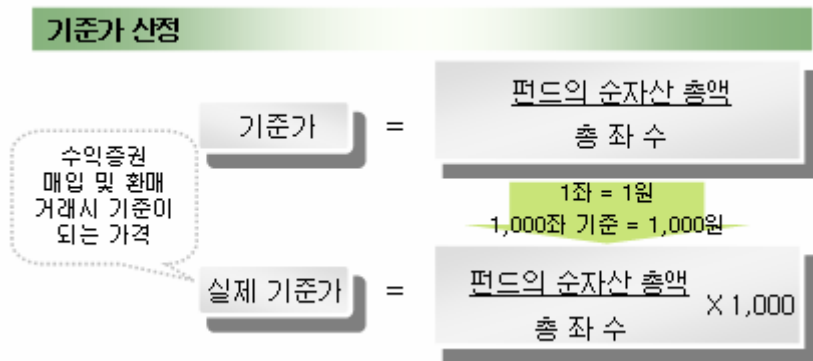 기준가 산정
기준가 =
펀드의 순자산 총액
총 좌 수
수익증권
매입 및 환매
거래시 기준이
되는 가격
1좌 = 1원
1,000좌 기준 = 1,000원
실제 기준가 =
펀드의 순자산 총액
총 좌 수
X 1,000